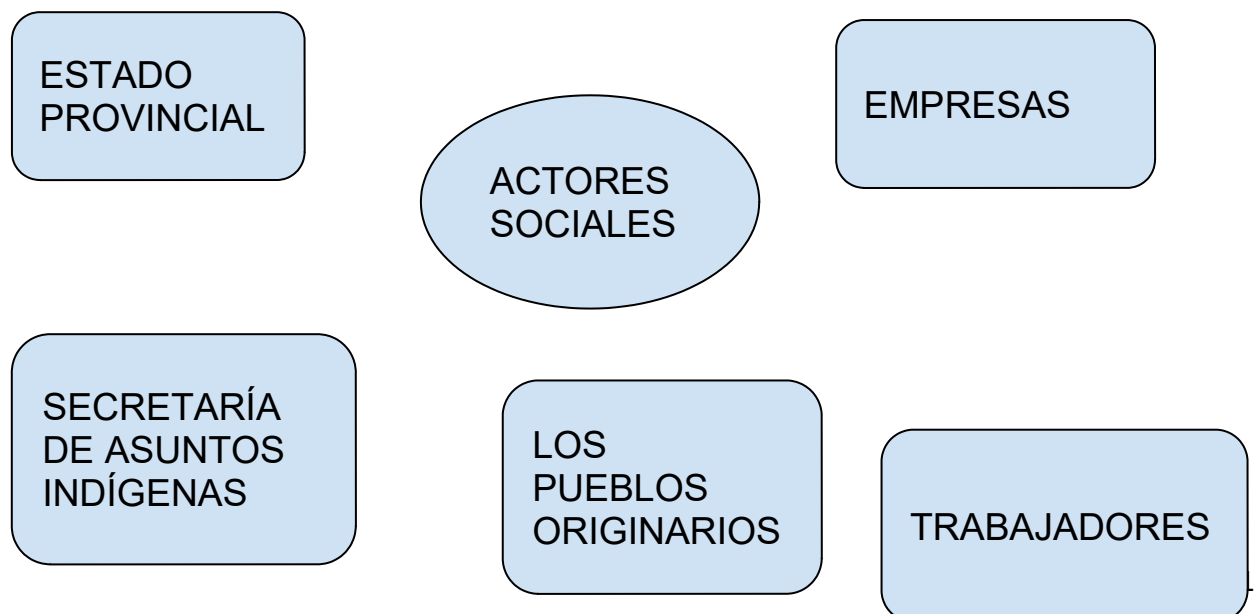 ESTADO
PROVINCIAL
EMPRESAS
ACTORES
SOCIALES
SECRETARÍA
DE ASUNTOS
INDÍGENAS
LOS
PUEBLOS
ORIGINARIOS
TRABAJADORES